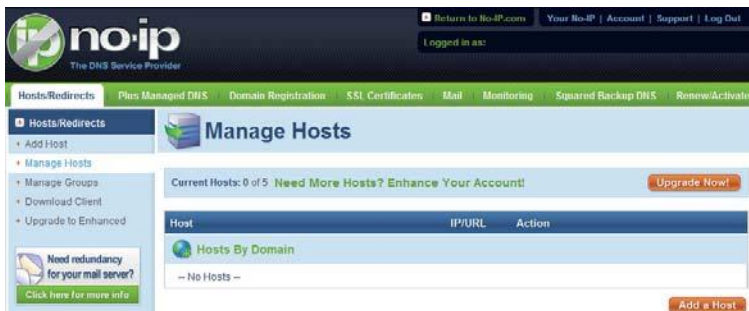 Return to No-IP.com Your No-IP | Account | Support | Log Out
no-ip
The DNS Service Provider
Logged in as:
Hosts/Redirects Plus Managed DNS Domain Registration SSL Certificates Mail Monitoring Squared Backup DNS Renew/Activate
Hosts/Redirects
Add Host
Manage Hosts
Manage Groups
Download Client
Upgrade to Enhanced
Need redundancy
for your mail server?
Click here for more info
Manage Hosts
Current Hosts: 0 of 5 Need More Hosts? Enhance Your Account! Upgrade Now!
Host IP/URL Action
Hosts By Domain
-- No Hosts --
Add a Host